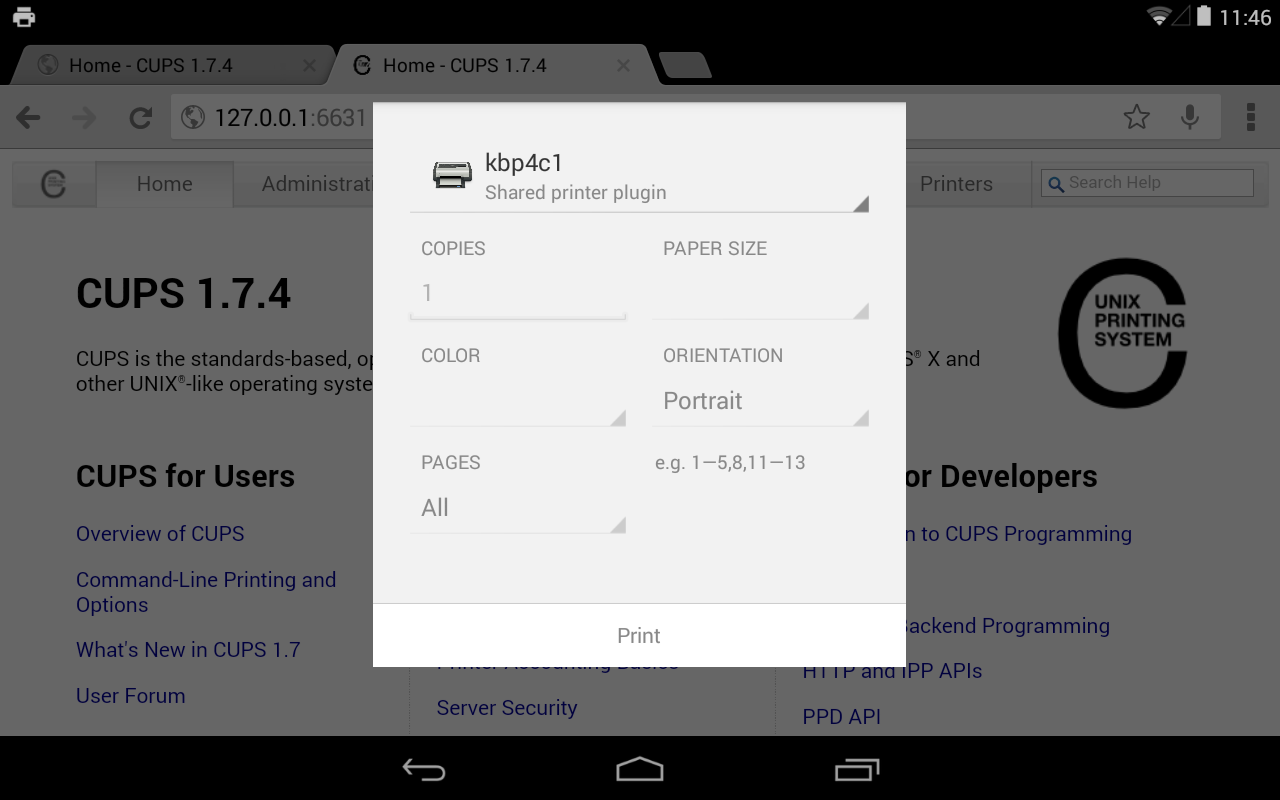 11:46
Home - CUPS 1.7.4
Home - CUPS 1.7.4
127.0.0.1:6631
Home
Administrati
Printers
Search Help
kbp4c1
Shared printer plugin
COPIES
PAPER SIZE
1
COLOR
ORIENTATION
Portrait
PAGES
e.g. 1—5,8,11—13
All
Print
CUPS 1.7.4
UNIX
PRINTING
SYSTEM
CUPS is the standards-based, op
S® X and
other UNIX®-like operating syste
CUPS for Users
or Developers
Overview of CUPS
n to CUPS Programming
Command-Line Printing and
Options
Backend Programming
What's New in CUPS 1.7
Printer Accounting Basics
HTTP and IPP APIs
User Forum
Server Security
PPD API